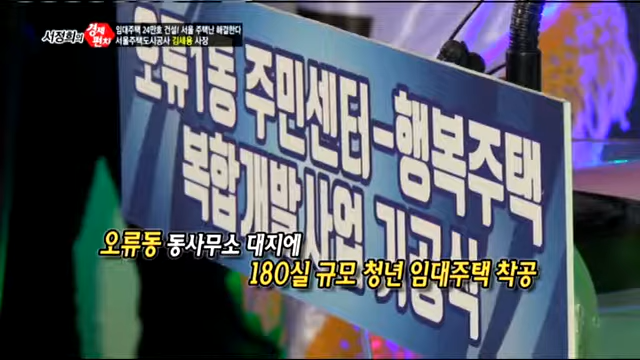 서정희의 경제펀치
임대주택 24만호 건설! 서울 주택난 해결한다
서울주택도시공사 김세용 사장
오류1동 주민센터-행복주택
복합개발사업 기공식
오류동 동사무소 대지에
180실 규모 청년 임대주택 착공